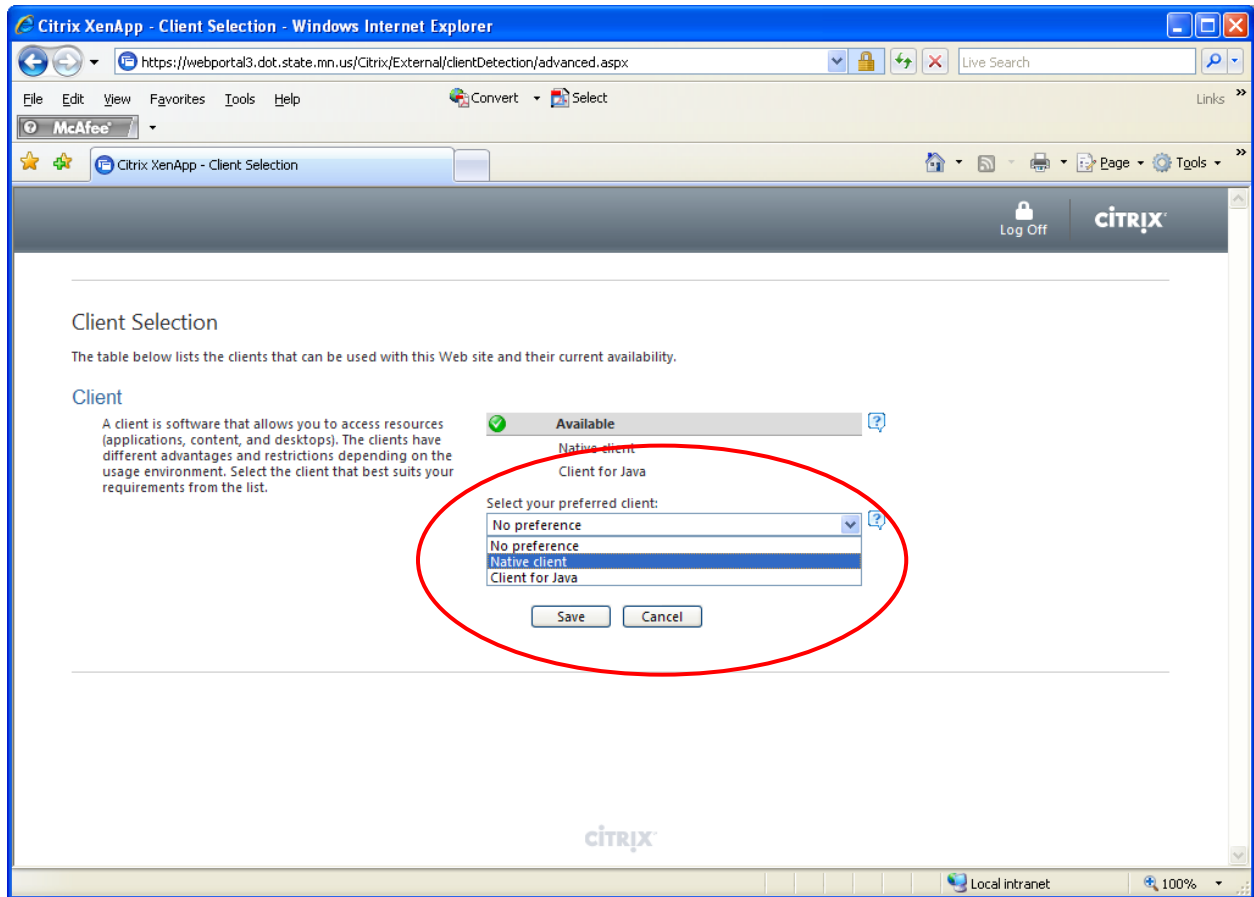 Citrix XenApp - Client Selection - Windows Internet Explorer
https://webportal3.dot.state.mn.us/Citrix/External/clientDetection/advanced.aspx
Live Search
File Edit View Favorites Tools Help
Convert Select
Links »
McAfee
Citrix XenApp - Client Selection
Page Tools »
Log Off
CİTRIX
Client Selection
The table below lists the clients that can be used with this Web site and their current availability.
Client
A client is software that allows you to access resources
(applications, content, and desktops). The clients have
different advantages and restrictions depending on the
usage environment. Select the client that best suits your
requirements from the list.
Available
Native client
Client for Java
Select your preferred client:
No preference
No preference
Native client
Client for Java
Save Cancel
CİTRIX
Local intranet
100%